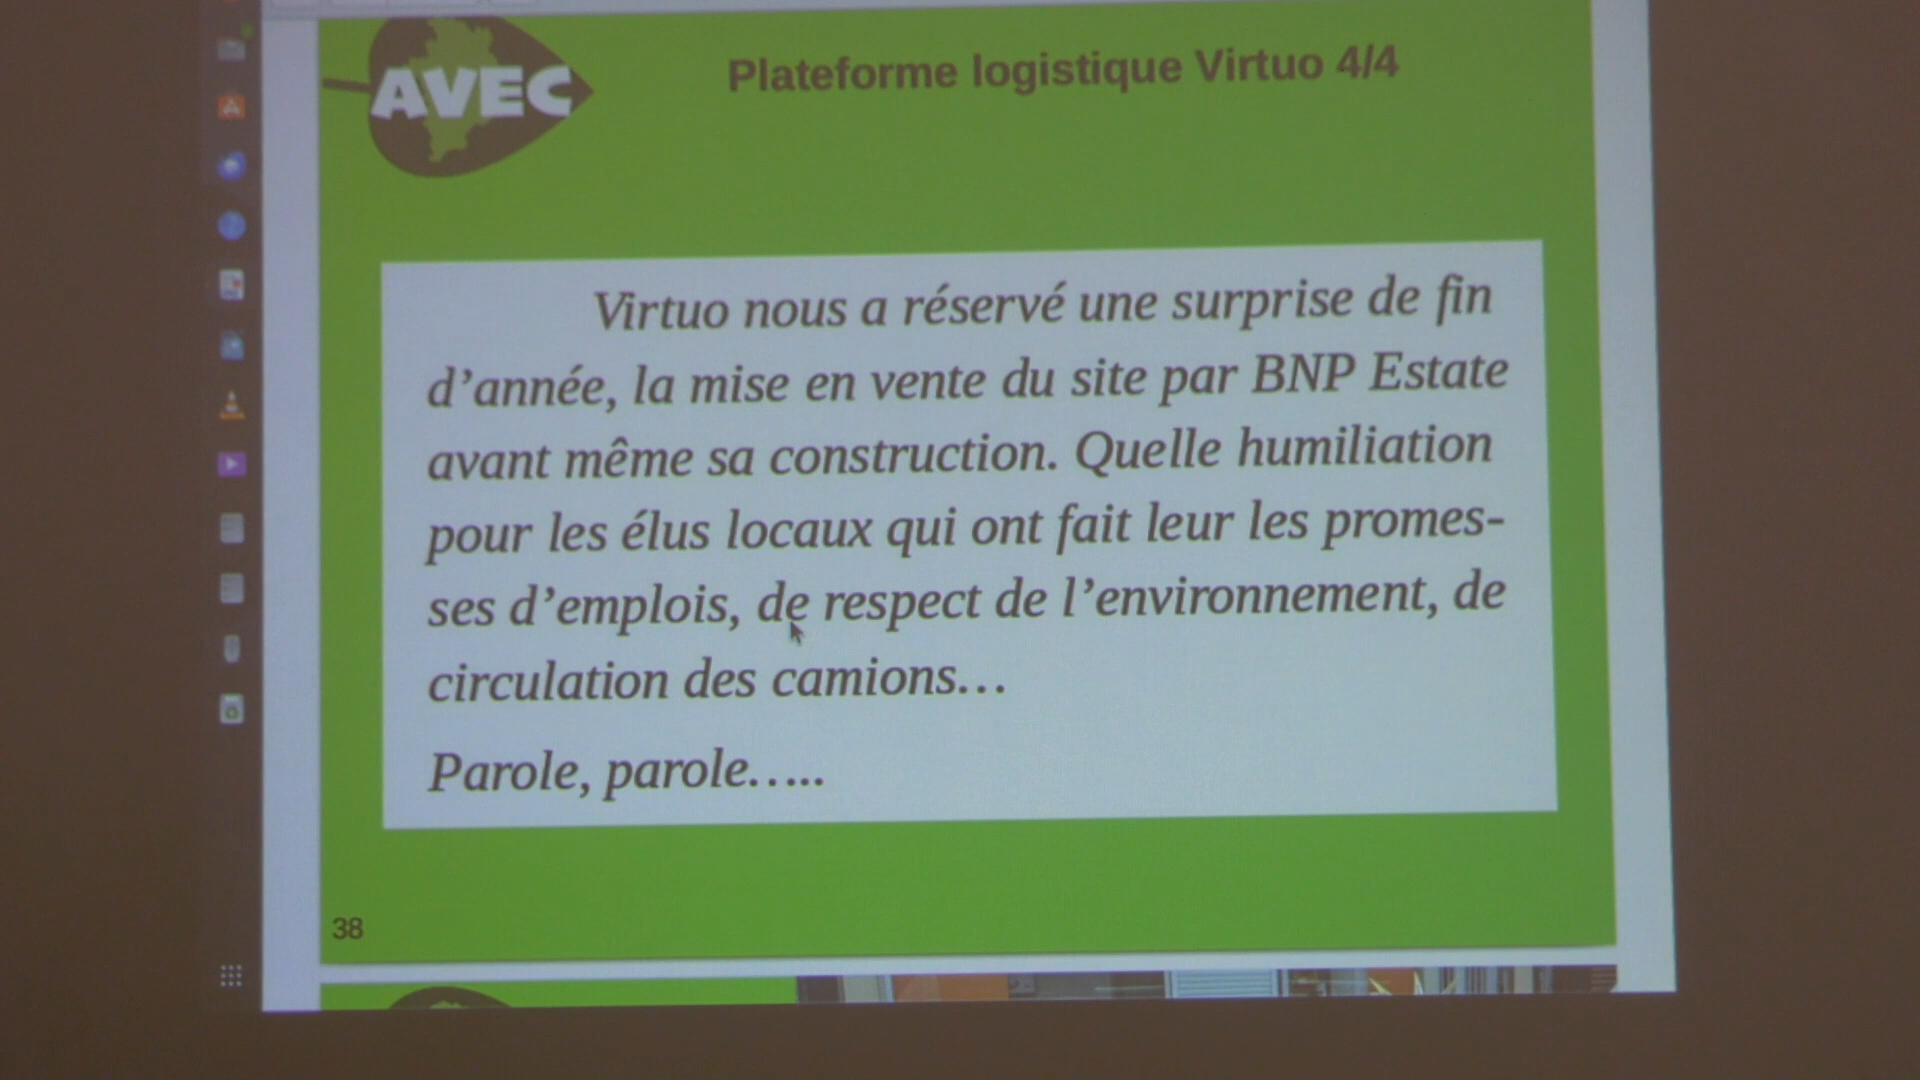 AVEC
Plateforme logistique Virtuo 4/4
Virtuo nous a réservé une surprise de fin
d’année, la mise en vente du site par BNP Estate
avant même sa construction. Quelle humiliation
pour les élus locaux qui ont fait leur les promes-
ses d’emplois, de respect de l’environnement, de
circulation des camions…
Parole, parole…..
38